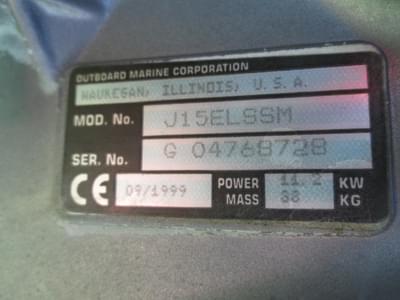 OUTBOARD MARINE CORPORATION
WAUKEGAN, ILLINOIS, U.S.A.
MOD. No. J15ELSSM
SER. No. G 04768728
CE 09/1999 POWER 11.2 KW
MASS 38 KG